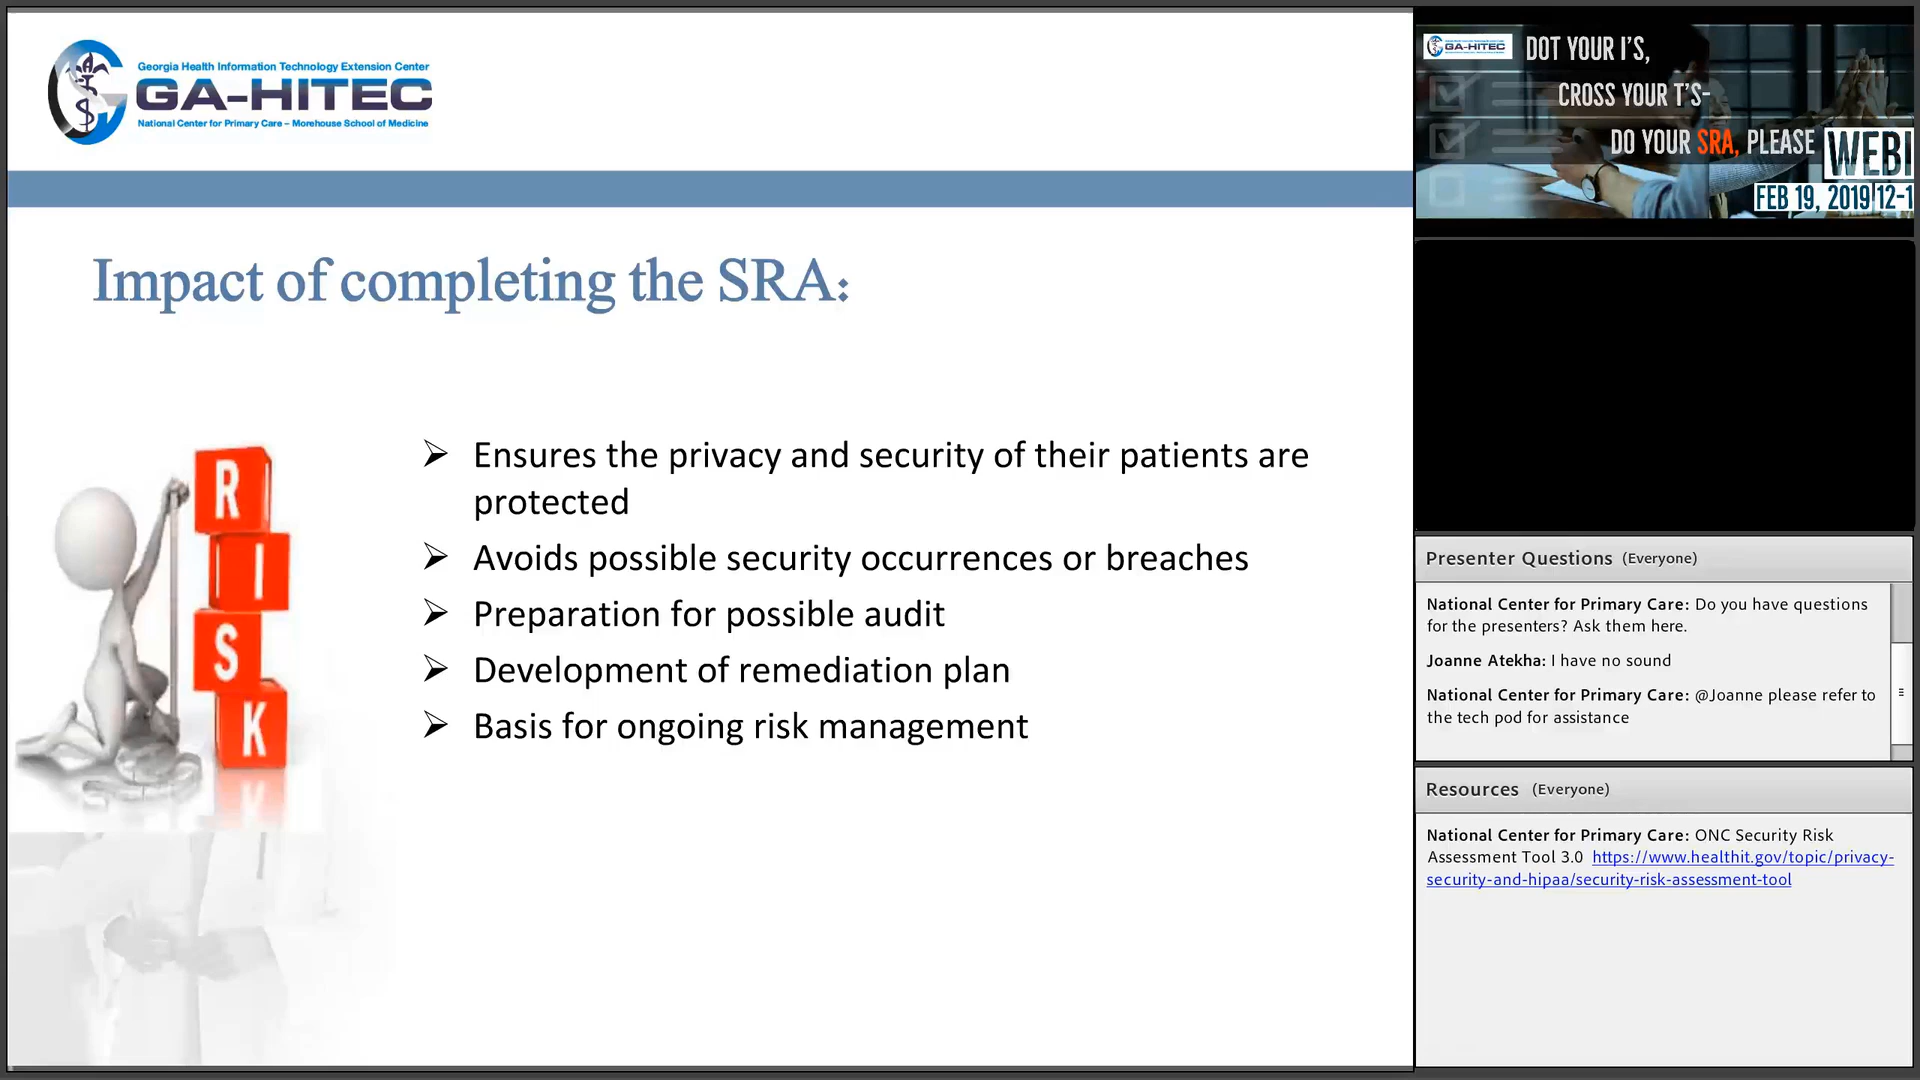 Georgia Health Information Technology Extension Center
GA-HITEC
National Center for Primary Care – Morehouse School of Medicine
Impact of completing the SRA:
R
I
S
K
➢ Ensures the privacy and security of their patients are
protected
➢ Avoids possible security occurrences or breaches
➢ Preparation for possible audit
➢ Development of remediation plan
➢ Basis for ongoing risk management
GA-HITEC
DOT YOUR I'S,
CROSS YOUR T'S-
DO YOUR SRA, PLEASE
WEBI
FEB 19, 2019 12-1
Presenter Questions (Everyone)
National Center for Primary Care: Do you have questions
for the presenters? Ask them here.
Joanne Atekha: I have no sound
National Center for Primary Care: @Joanne please refer to
the tech pod for assistance
Resources (Everyone)
National Center for Primary Care: ONC Security Risk
Assessment Tool 3.0 https://www.healthit.gov/topic/privacy-
security-and-hipaa/security-risk-assessment-tool